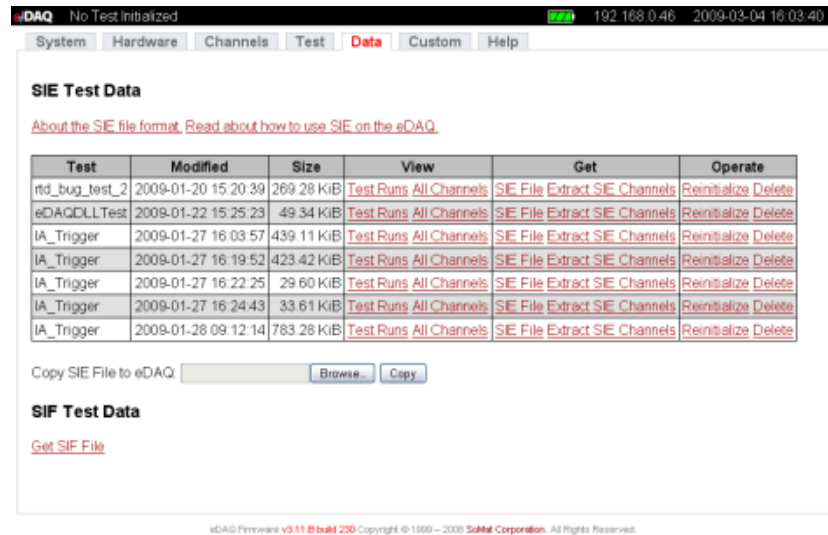 eDAQ No Test Initialized 192.168.0.46 2009-03-04 16:03:40
System Hardware Channels Test Data Custom Help
SIE Test Data
About the SIE file format. Read about how to use SIE on the eDAQ.
Test Modified Size View Get Operate
rtd_bug_test_2 2009-01-20 15:20:39 269.28 KiB Test Runs All Channels SIE File Extract SIE Channels Reinitialize Delete
eDAQDLLTest 2009-01-22 15:25:23 49.34 KiB Test Runs All Channels SIE File Extract SIE Channels Reinitialize Delete
IA_Trigger 2009-01-27 16:03:57 439.11 KiB Test Runs All Channels SIE File Extract SIE Channels Reinitialize Delete
IA_Trigger 2009-01-27 16:19:52 423.42 KiB Test Runs All Channels SIE File Extract SIE Channels Reinitialize Delete
IA_Trigger 2009-01-27 16:22:25 29.60 KiB Test Runs All Channels SIE File Extract SIE Channels Reinitialize Delete
IA_Trigger 2009-01-27 16:24:43 33.61 KiB Test Runs All Channels SIE File Extract SIE Channels Reinitialize Delete
IA_Trigger 2009-01-28 09:12:14 783.28 KiB Test Runs All Channels SIE File Extract SIE Channels Reinitialize Delete
Copy SIE File to eDAQ: Browse... Copy
SIF Test Data
Get SIF File
eDAQ Firmware v3.11.B build 230 Copyright © 1999 – 2008 SoMat Corporation. All Rights Reserved.